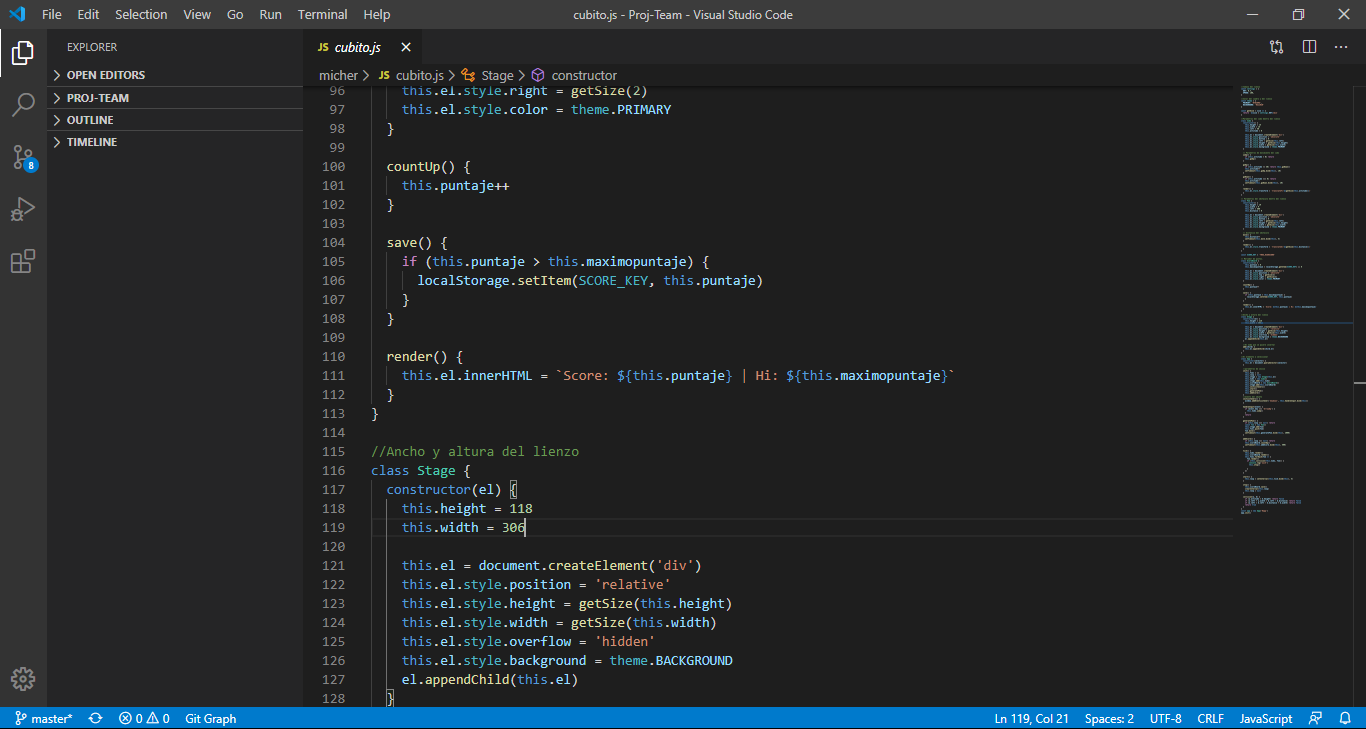 File Edit Selection View Go Run Terminal Help
cubito.js - Proj-Team - Visual Studio Code
EXPLORER
OPEN EDITORS
PROJ-TEAM
OUTLINE
TIMELINE
8
JS cubito.js
micher > JS cubito.js > Stage > constructor
96 this.el.style.right = getSize(2)
97 this.el.style.color = theme.PRIMARY
98 }
99
100 countUp() {
101 this.puntaje++
102 }
103
104 save() {
105 if (this.puntaje > this.maximopuntaje) {
106 localStorage.setItem(SCORE_KEY, this.puntaje)
107 }
108 }
109
110 render() {
111 this.el.innerHTML = `Score: ${this.puntaje} | Hi: ${this.maximopuntaje}`
112 }
113 }
114
115 //Ancho y altura del lienzo
116 class Stage {
117 constructor(el) {
118 this.height = 118
119 this.width = 306
120
121 this.el = document.createElement('div')
122 this.el.style.position = 'relative'
123 this.el.style.height = getSize(this.height)
124 this.el.style.width = getSize(this.width)
125 this.el.style.overflow = 'hidden'
126 this.el.style.background = theme.BACKGROUND
127 el.appendChild(this.el)
128 }
master* 0 0 Git Graph
Ln 119, Col 21 Spaces: 2 UTF-8 CRLF JavaScript